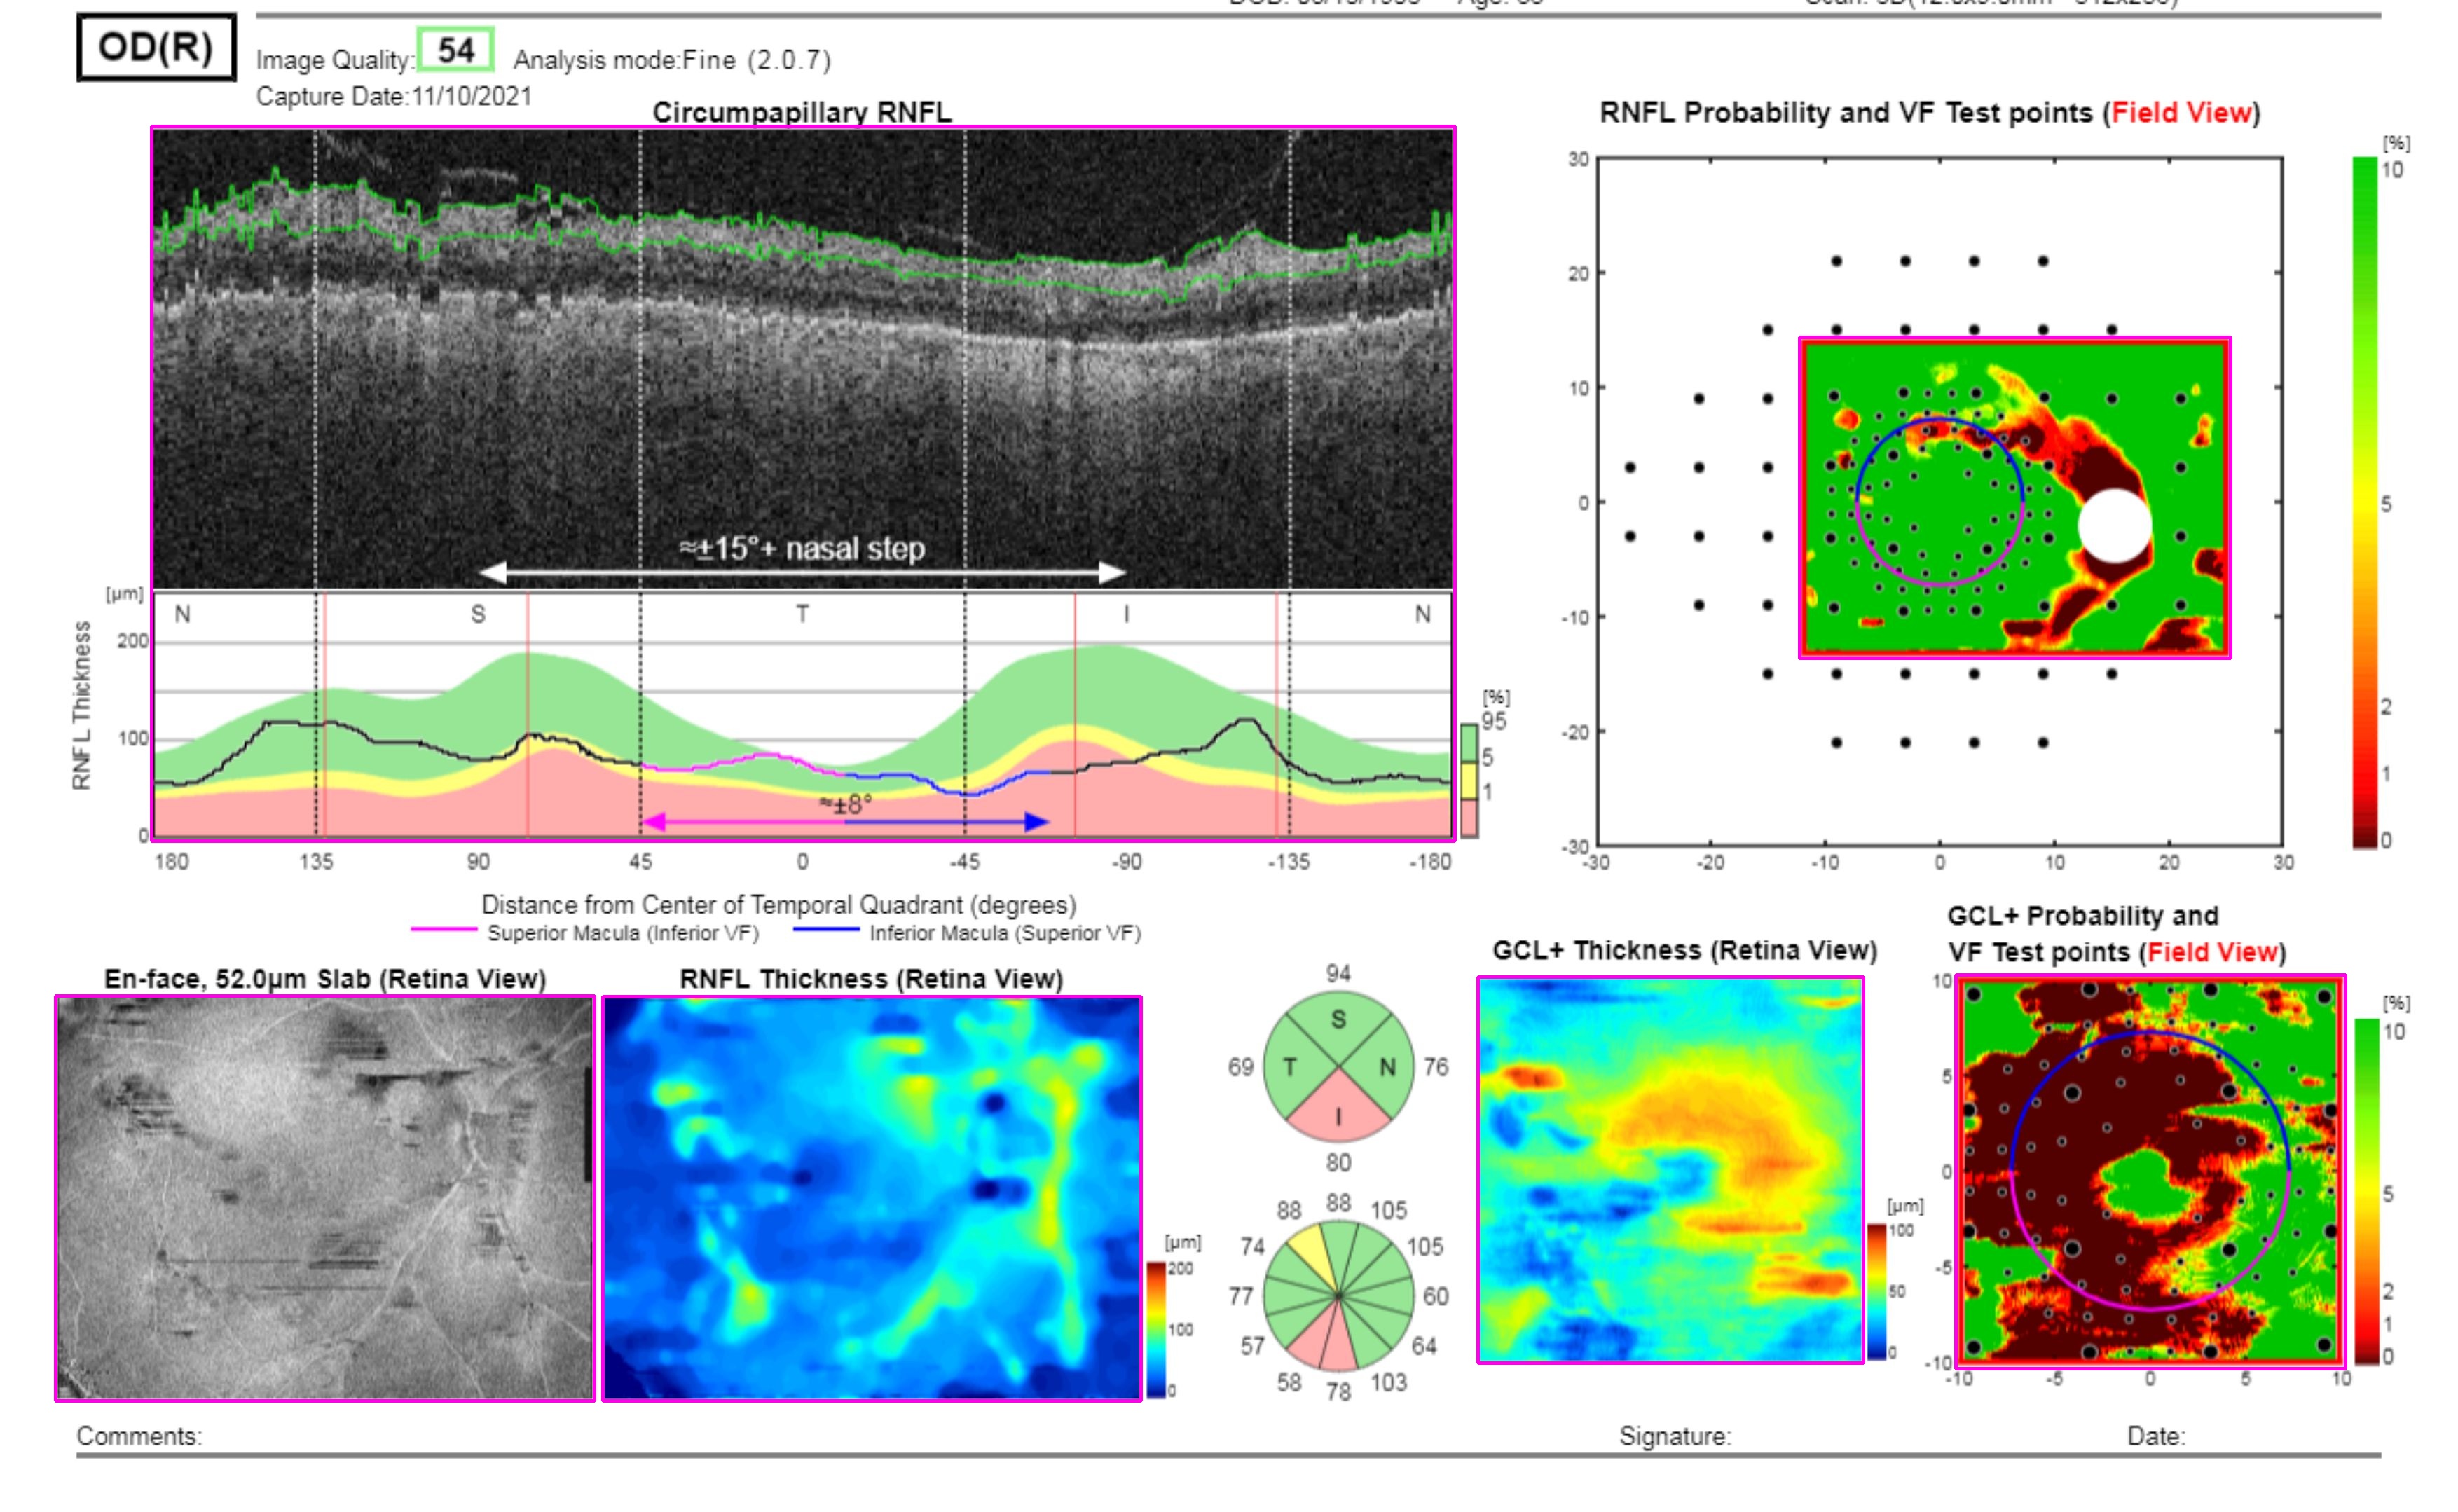 OD(R)
Image Quality: 54 Analysis mode:Fine (2.0.7)
Capture Date:11/10/2021
Circumpapillary RNFL
≈±15°+ nasal step
[µm]
N S T I N
200
100
0
RNFL Thickness
≈±8°
180 135 90 45 0 -45 -90 -135 -180
Distance from Center of Temporal Quadrant (degrees)
Superior Macula (Inferior VF) Inferior Macula (Superior VF)
[%]
95
5
1
RNFL Probability and VF Test points (Field View)
30
20
10
0
-10
-20
-30
-30 -20 -10 0 10 20 30
[%]
10
5
2
1
0
En-face, 52.0µm Slab (Retina View)
RNFL Thickness (Retina View)
[µm]
200
100
0
94
S
69 T N 76
I
80
88 88 105
74 105
77 60
57 64
58 78 103
GCL+ Thickness (Retina View)
[µm]
100
50
0
GCL+ Probability and
VF Test points (Field View)
10
5
0
-5
-10
-10 -5 0 5 10
[%]
10
5
2
1
0
Comments: Signature: Date: